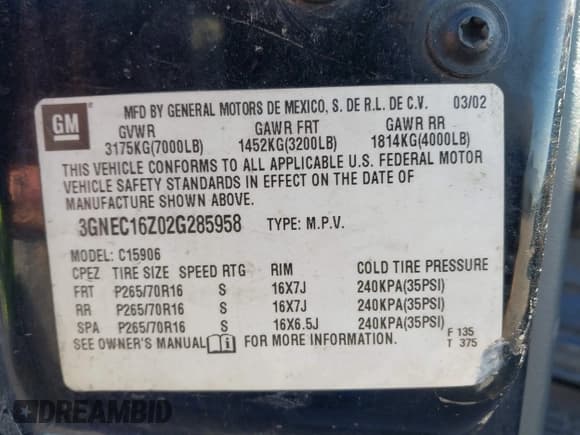 GM MFD BY GENERAL MOTORS DE MEXICO, S. DE R.L. DE C.V. 03/02
GVWR GAWR FRT GAWR RR
3175KG(7000LB) 1452KG(3200LB) 1814KG(4000LB)
THIS VEHICLE CONFORMS TO ALL APPLICABLE U.S. FEDERAL MOTOR
VEHICLE SAFETY STANDARDS IN EFFECT ON THE DATE OF
MANUFACTURE SHOWN ABOVE.
3GNEC16Z02G285958 TYPE: M.P.V.
MODEL: C15906
CPEZ TIRE SIZE SPEED RTG RIM COLD TIRE PRESSURE
FRT P265/70R16 S 16X7J 240KPA(35PSI)
RR P265/70R16 S 16X7J 240KPA(35PSI)
SPA P265/70R16 S 16X6.5J 240KPA(35PSI)
SEE OWNER'S MANUAL FOR MORE INFORMATION. F 135
T 375
DREAMBID